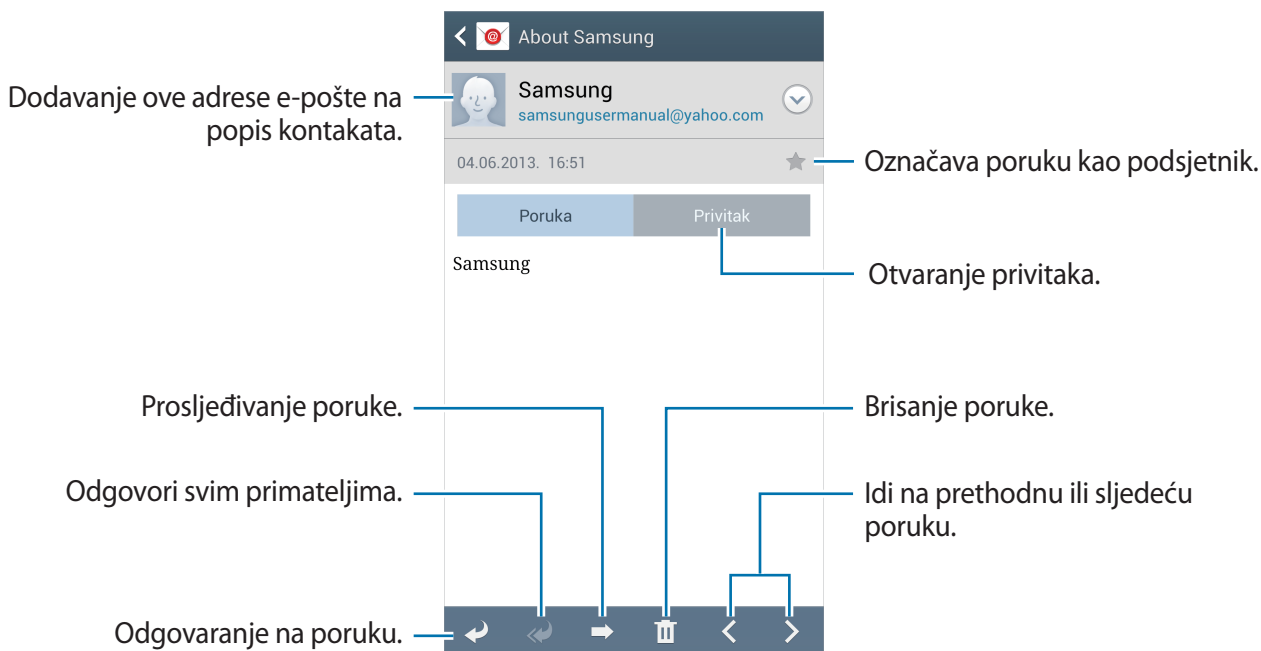 About Samsung
Dodavanje ove adrese e-pošte na
popis kontakata.
Samsung
samsungusermanual@yahoo.com
04.06.2013. 16:51
Označava poruku kao podsjetnik.
Poruka
Privitak
Samsung
Otvaranje privitaka.
Prosljeđivanje poruke.
Brisanje poruke.
Odgovori svim primateljima.
Idi na prethodnu ili sljedeću
poruku.
Odgovaranje na poruku.